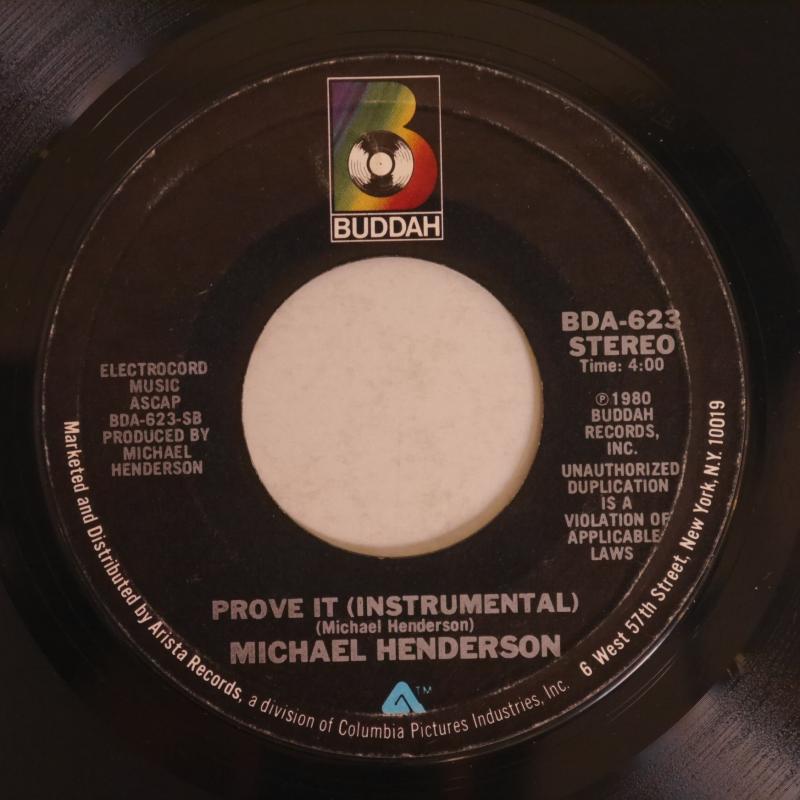 BUDDAH
BDA-623
STEREO
Time: 4:00
℗1980
BUDDAH
RECORDS,
INC.
UNAUTHORIZED
DUPLICATION
IS A
VIOLATION OF
APPLICABLE
LAWS
ELECTROCORD
MUSIC
ASCAP
BDA-623-SB
PRODUCED BY
MICHAEL
HENDERSON
PROVE IT (INSTRUMENTAL)
(Michael Henderson)
MICHAEL HENDERSON
TM
Marketed and Distributed by Arista Records, a division of Columbia Pictures Industries, Inc. 6 West 57th Street, New York, N.Y. 10019